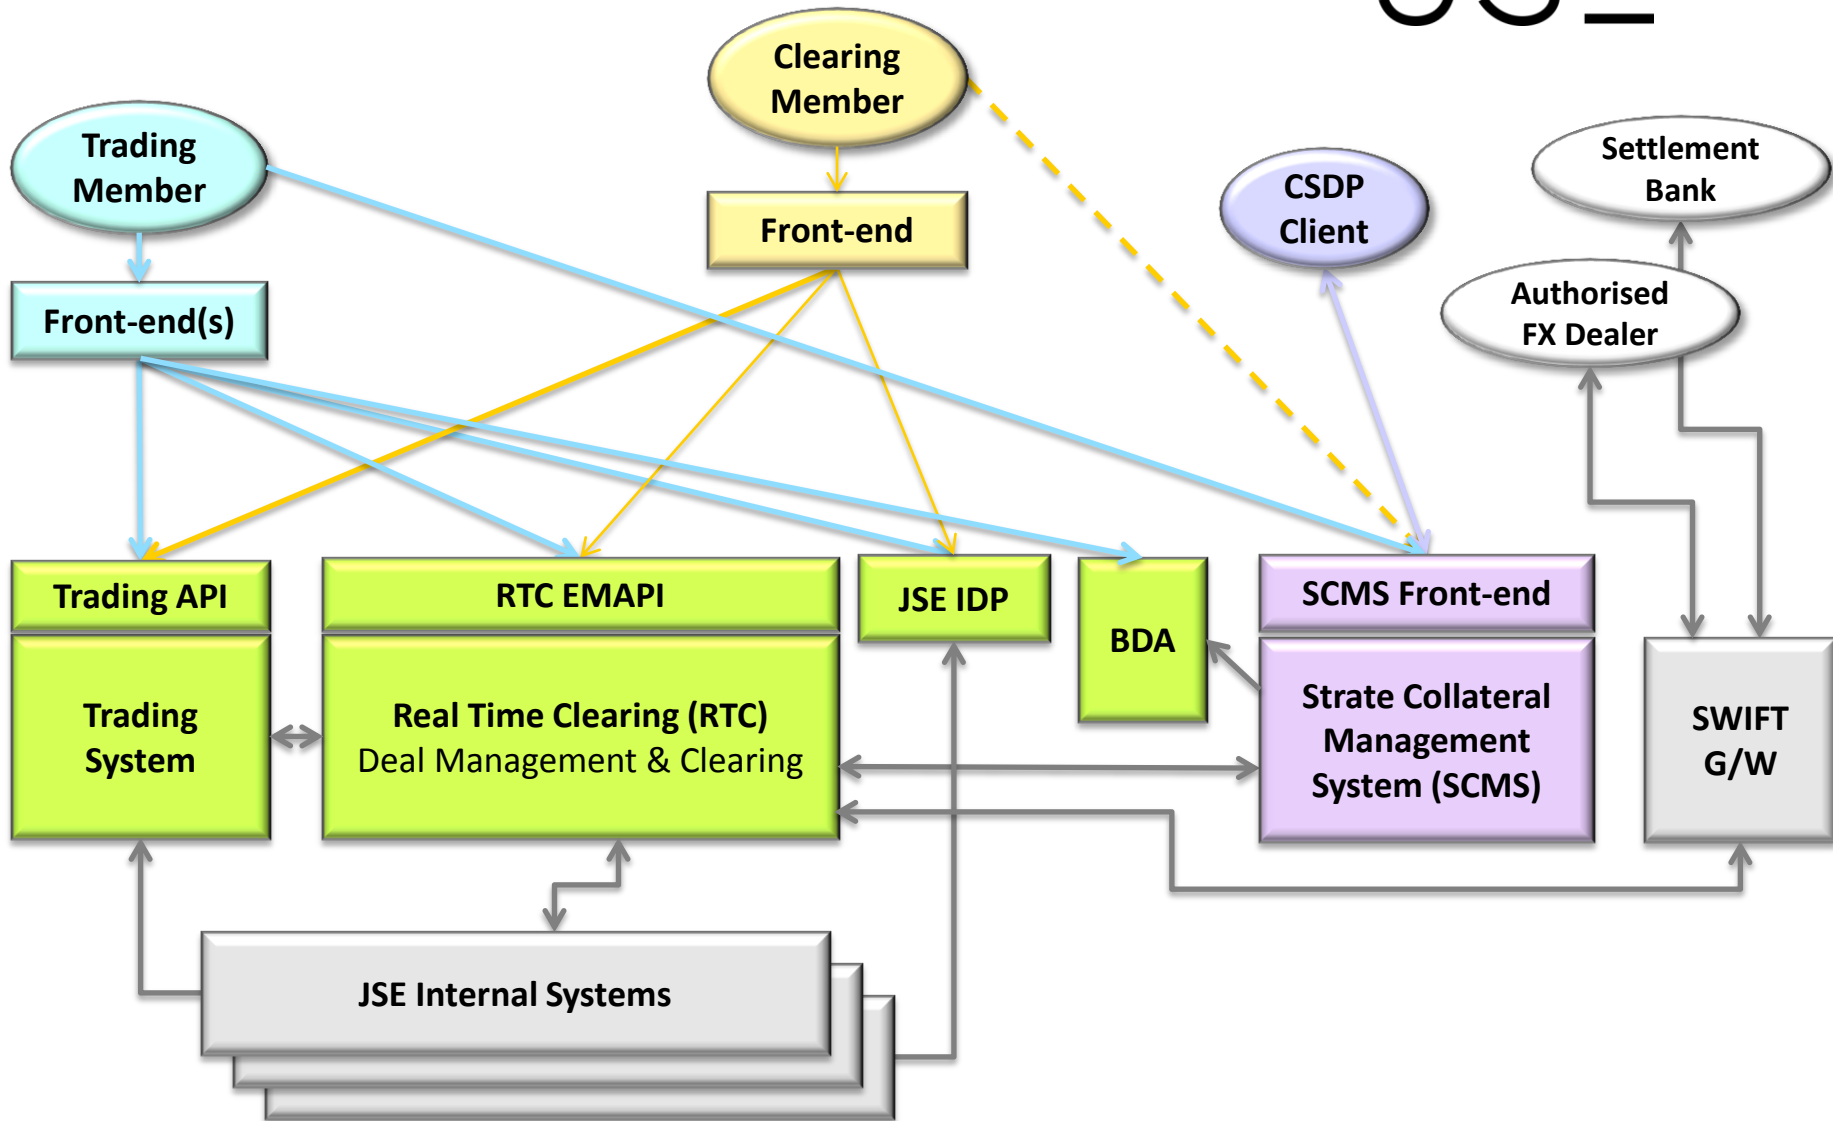 Clearing
Member
Trading
Member
Settlement
Bank
CSDP
Client
Front-end
Authorised
FX Dealer
Front-end(s)
Trading API
RTC EMAPI
JSE IDP
BDA
SCMS Front-end
Trading
System
Real Time Clearing (RTC)
Deal Management & Clearing
Strate Collateral
Management
System (SCMS)
SWIFT
G/W
JSE Internal Systems